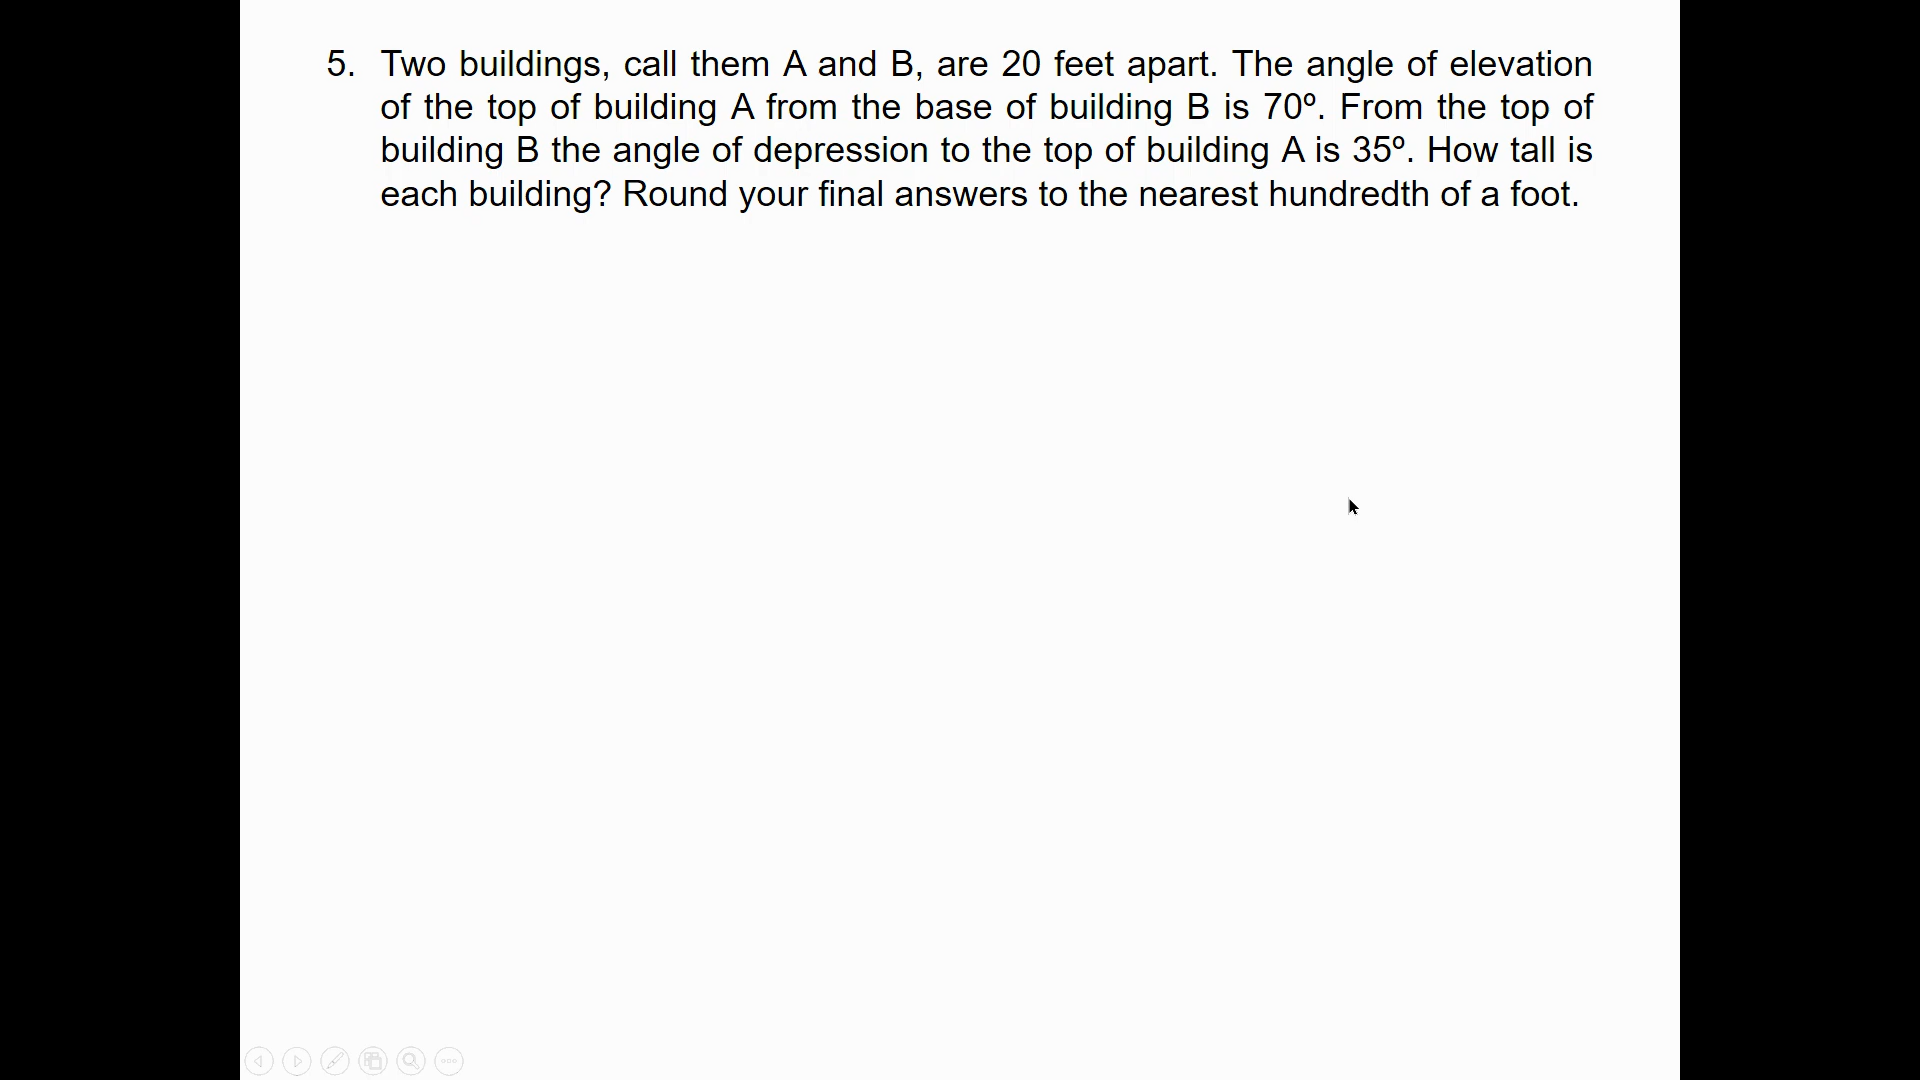 5. Two buildings, call them A and B, are 20 feet apart. The angle of elevation
of the top of building A from the base of building B is 70º. From the top of
building B the angle of depression to the top of building A is 35º. How tall is
each building? Round your final answers to the nearest hundredth of a foot.